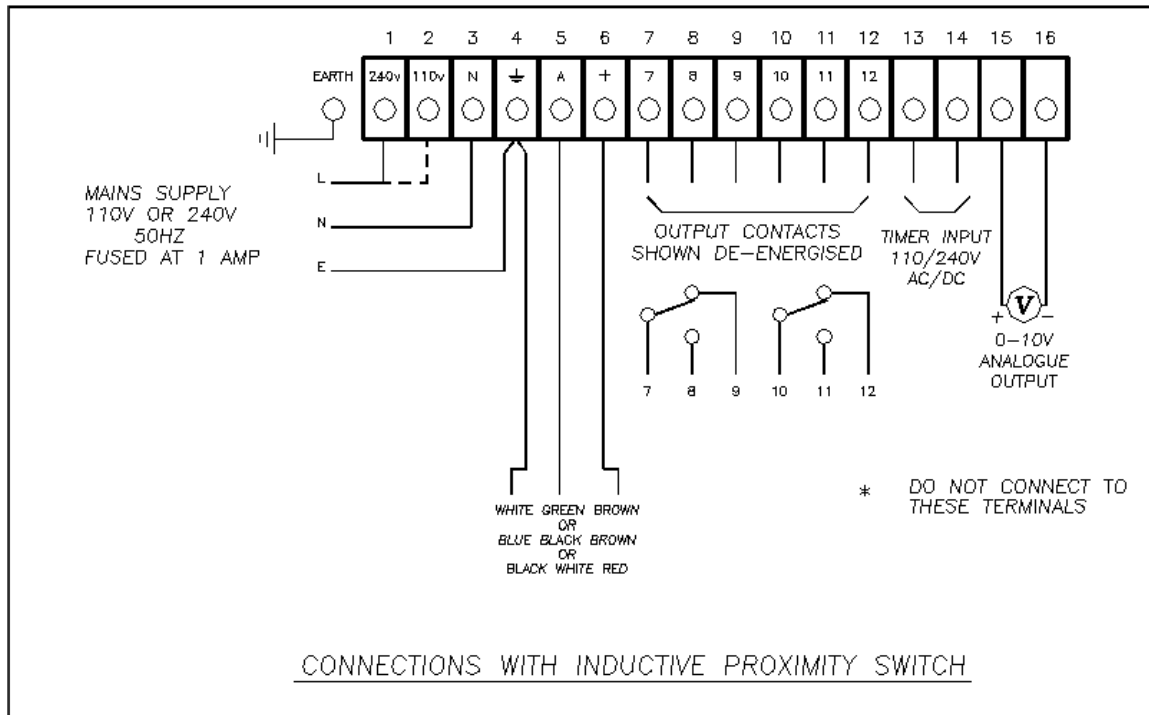 1 2 3 4 5 6 7 8 9 10 11 12 13 14 15 16
EARTH 240v 110v N A + 7 8 9 10 11 12
L
MAINS SUPPLY
110V OR 240V
50HZ
FUSED AT 1 AMP
N
E
OUTPUT CONTACTS
SHOWN DE-ENERGISED
TIMER INPUT
110/240V
AC/DC
V
+ -
0-10V
ANALOGUE
OUTPUT
7 8 9 10 11 12
* DO NOT CONNECT TO
THESE TERMINALS
WHITE GREEN BROWN
OR
BLUE BLACK BROWN
OR
BLACK WHITE RED
CONNECTIONS WITH INDUCTIVE PROXIMITY SWITCH